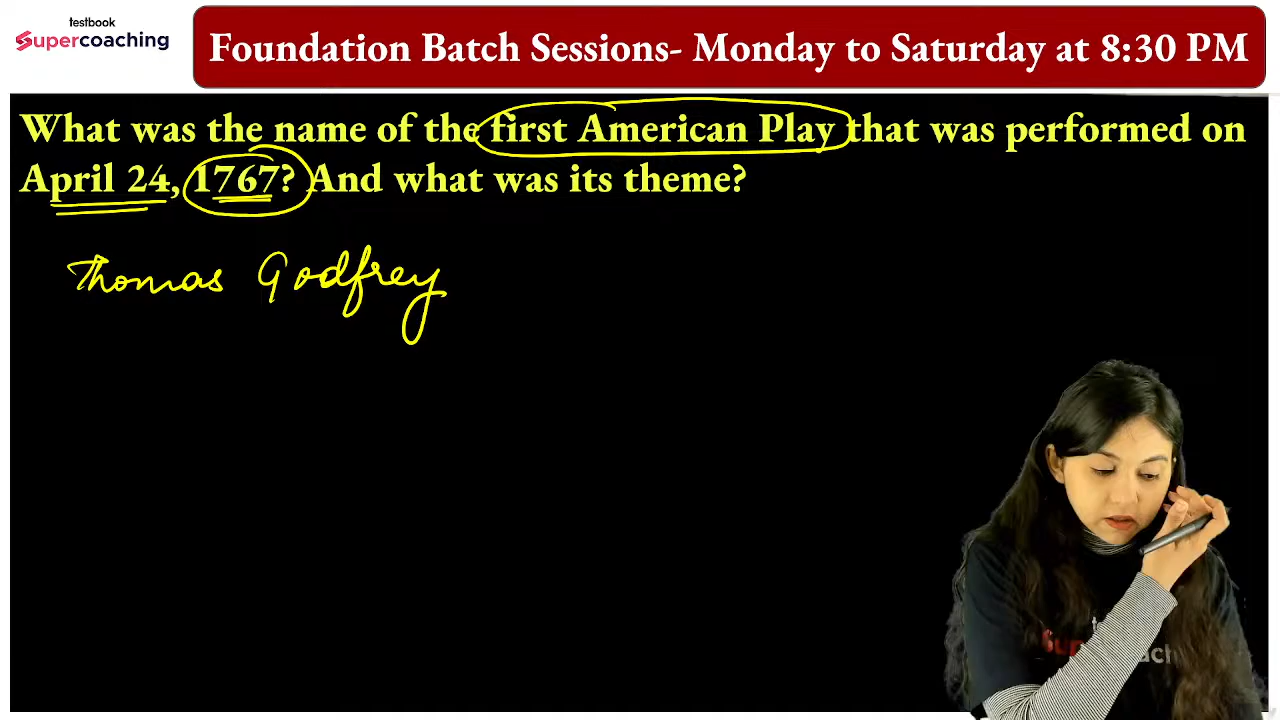 testbook
Supercoaching
Foundation Batch Sessions- Monday to Saturday at 8:30 PM
What was the name of the first American Play that was performed on
April 24, 1767? And what was its theme?
Thomas Godfrey